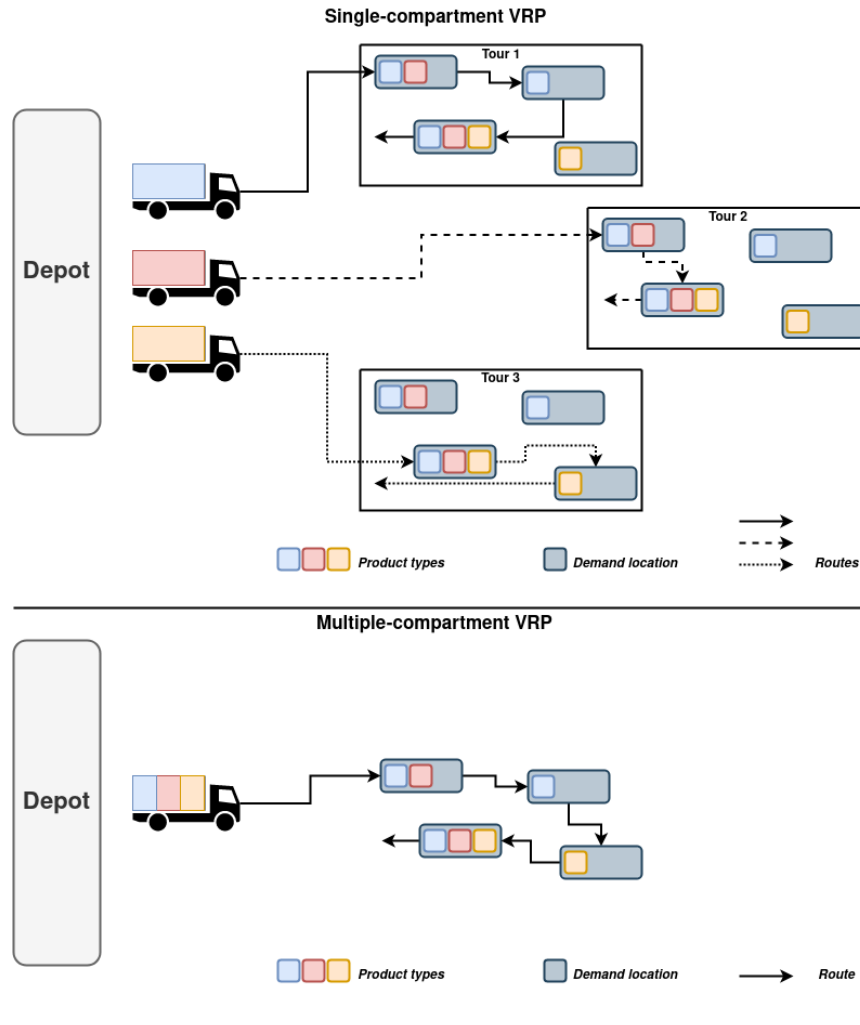 Single-compartment VRP
Tour 1
Tour 2
Depot
Tour 3
Product types
Demand location
Routes
Multiple-compartment VRP
Depot
Product types
Demand location
Route